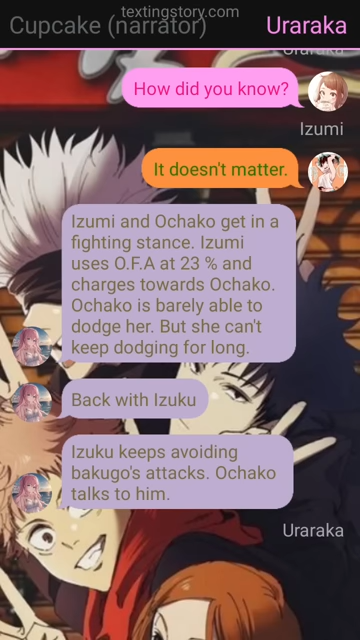 textingstory.com
Cupcake (narrator)
Uraraka
Uraraka
How did you know?
Izumi
It doesn't matter.
Izumi and Ochako get in a
fighting stance. Izumi
uses O.F.A at 23 % and
charges towards Ochako.
Ochako is barely able to
dodge her. But she can't
keep dodging for long.
Back with Izuku
Izuku keeps avoiding
bakugo's attacks. Ochako
talks to him.
Uraraka